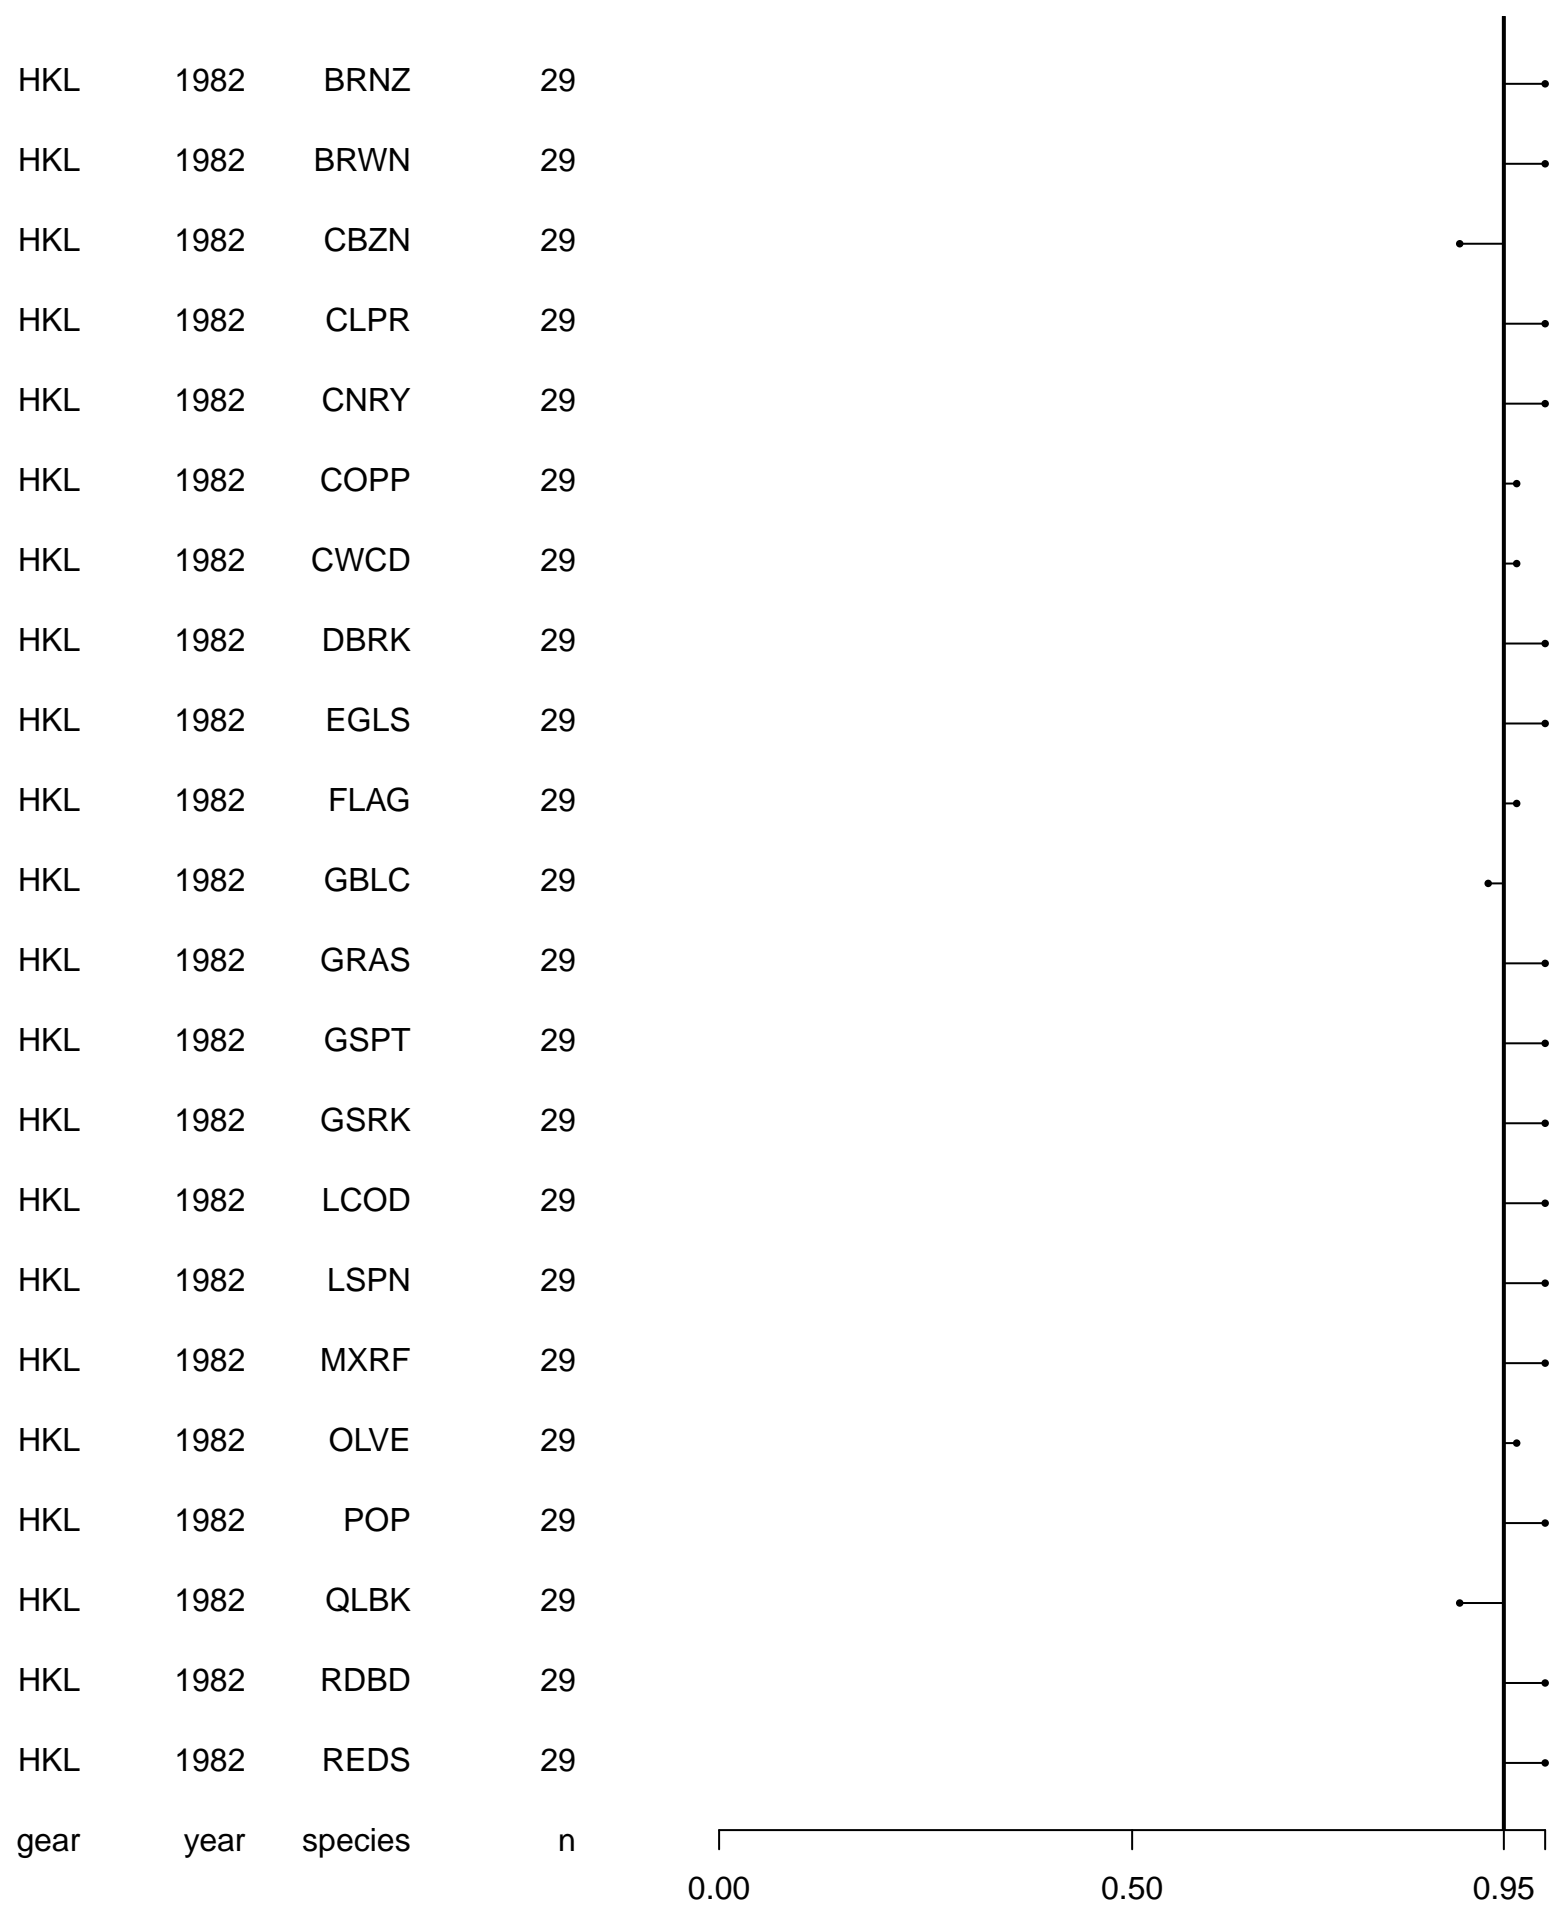 HKL 1982 BRNZ 29
HKL 1982 BRWN 29
HKL 1982 CBZN 29
HKL 1982 CLPR 29
HKL 1982 CNRY 29
HKL 1982 COPP 29
HKL 1982 CWCD 29
HKL 1982 DBRK 29
HKL 1982 EGLS 29
HKL 1982 FLAG 29
HKL 1982 GBLC 29
HKL 1982 GRAS 29
HKL 1982 GSPT 29
HKL 1982 GSRK 29
HKL 1982 LCOD 29
HKL 1982 LSPN 29
HKL 1982 MXRF 29
HKL 1982 OLVE 29
HKL 1982 POP 29
HKL 1982 QLBK 29
HKL 1982 RDBD 29
HKL 1982 REDS 29
gear year species n
0.00 0.50 0.95